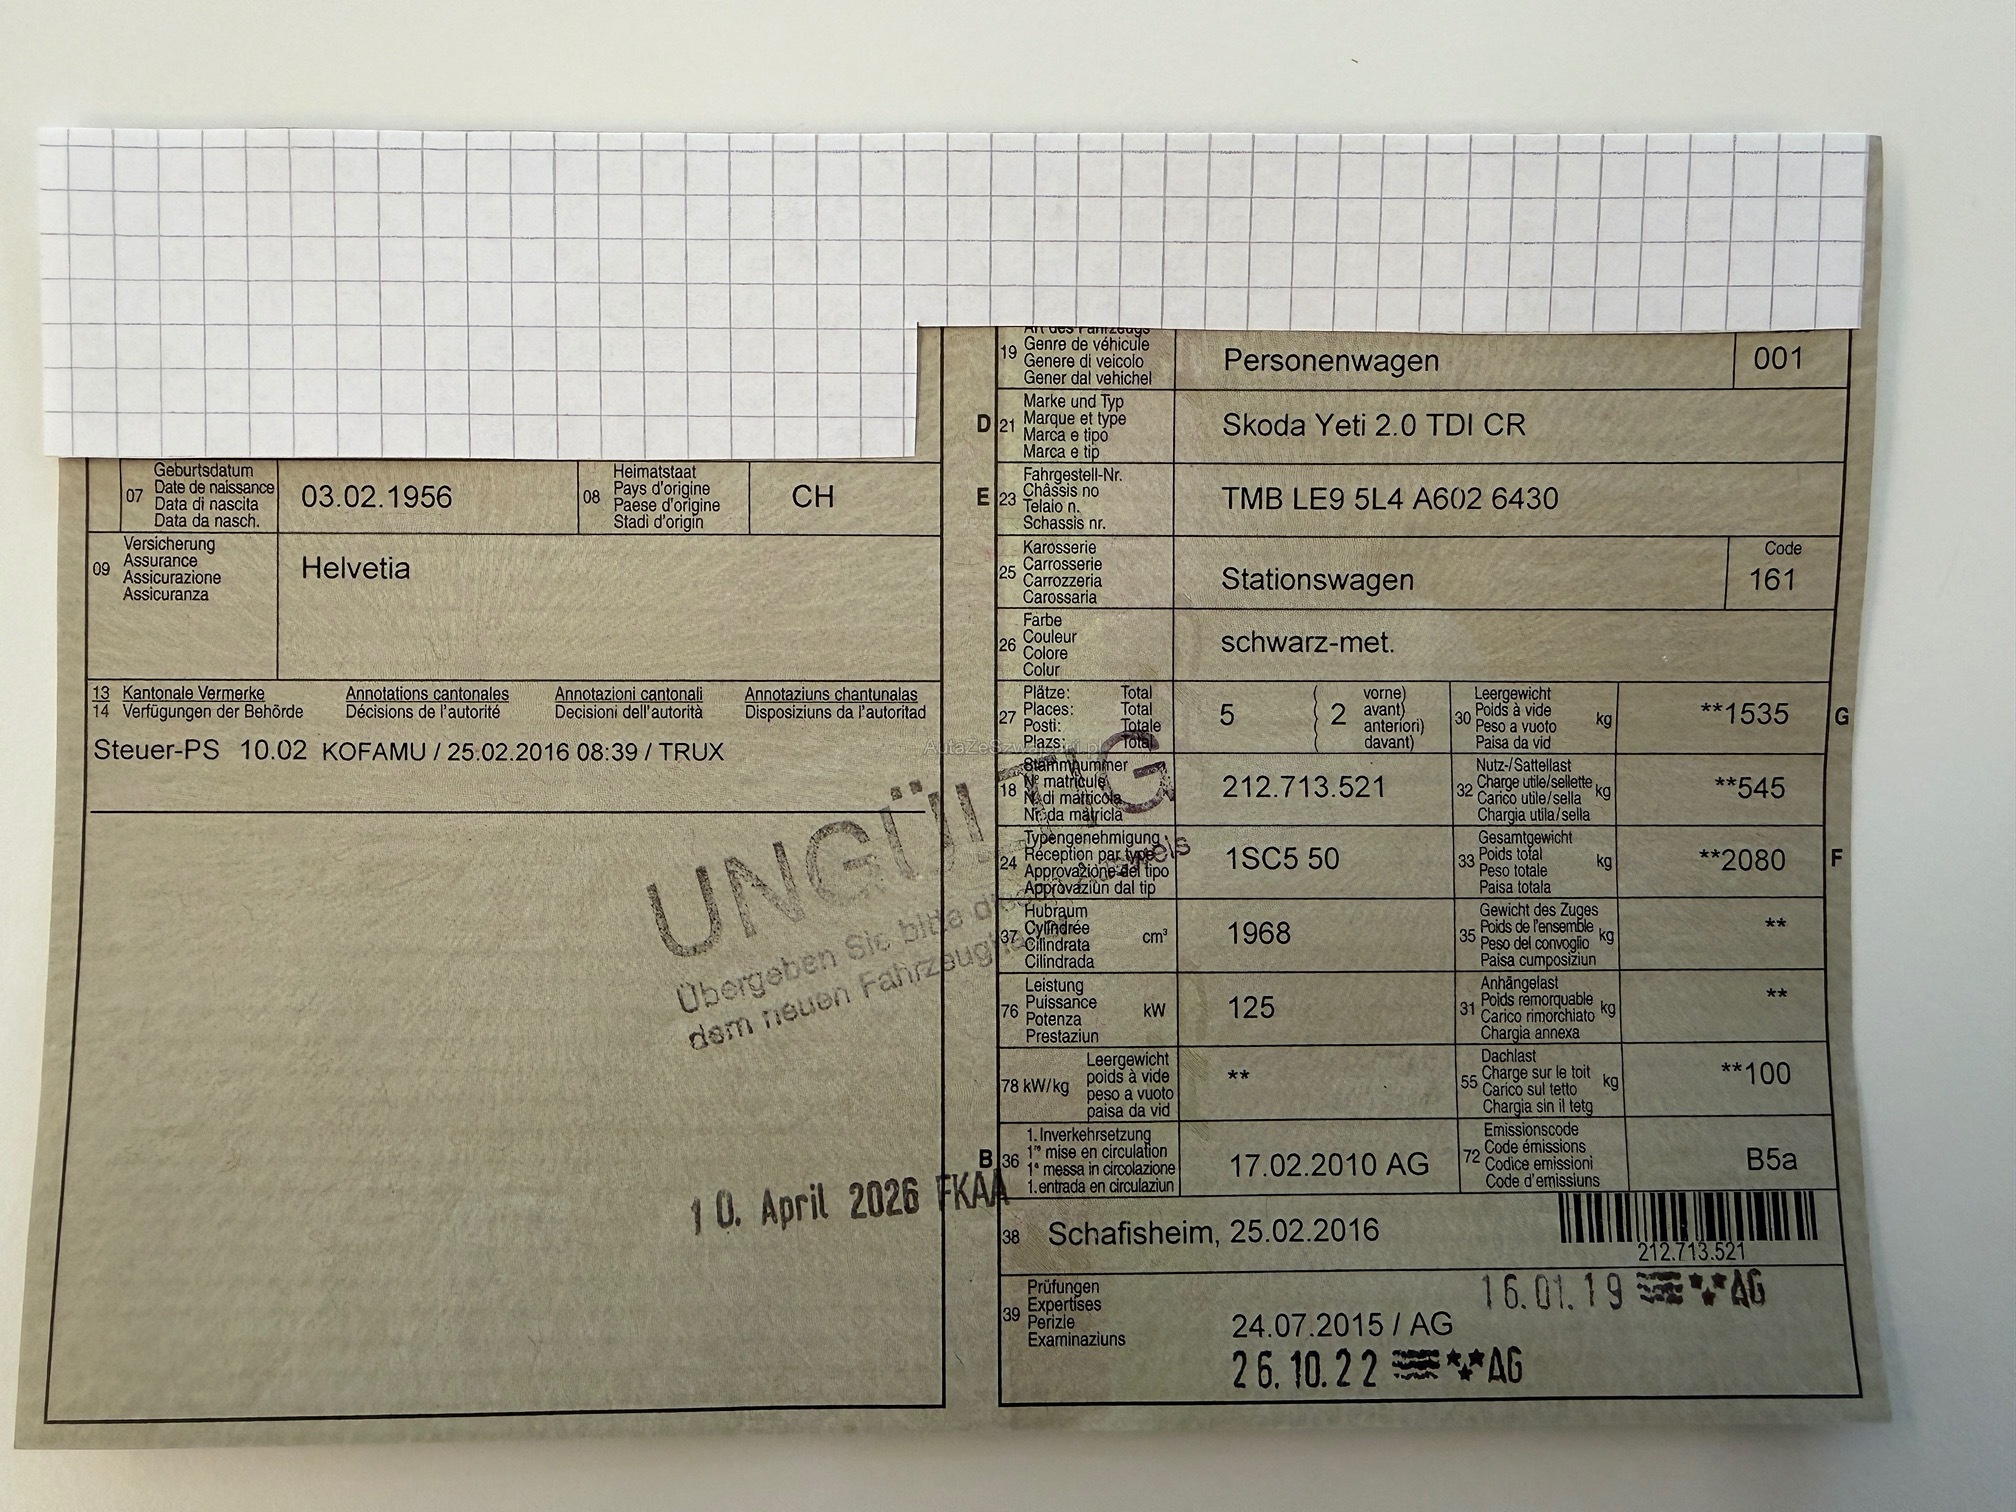 07
Geburtsdatum
Date de naissance
Data di nascita
Data da nasch.
03.02.1956
08
Heimatstaat
Pays d'origine
Paese d'origine
Stadi d'origin
CH
09
Versicherung
Assurance
Assicurazione
Assicuranza
Helvetia
13 Kantonale Vermerke Annotations cantonales Annotazioni cantonali Annotaziuns chantunalas
14 Verfügungen der Behörde Décisions de l'autorité Decisioni dell'autorità Disposiziuns da l'autoritad
Steuer-PS 10.02 KOFAMU / 25.02.2016 08:39 / TRUX
AutaZeSzwajcarii.pl
UNGÜLTIG
Übergeben Sie bitte diesen Ausweis
dem neuen Fahrzeughalter
10. April 2026 FKAA
19
Art des Fahrzeugs
Genre de véhicule
Genere di veicolo
Gener dal vehichel
Personenwagen
001
D
21
Marke und Typ
Marque et type
Marca e tipo
Marca e tip
Skoda Yeti 2.0 TDI CR
E
23
Fahrgestell-Nr.
Châssis no
Telaio n.
Schassis nr.
TMB LE9 5L4 A602 6430
25
Karosserie
Carrosserie
Carrozzeria
Carossaria
Stationswagen
Code
161
26
Farbe
Couleur
Colore
Colur
schwarz-met.
27
Plätze: Total
Places: Total
Posti: Totale
Plazs: Total
5
( vorne)
2 avant)
anteriori)
( davant)
30
Leergewicht
Poids à vide
Peso a vuoto
Paisa da vid
kg
**1535
G
18
Stammnummer
N° matricule
N. di matricola
Nr. da matricla
212.713.521
32
Nutz-/Sattellast
Charge utile/sellette
Carico utile/sella
Chargia utila/sella
kg
**545
24
Typengenehmigung
Réception par type
Approvazione del tipo
Approvaziun dal tip
1SC5 50
33
Gesamtgewicht
Poids total
Peso totale
Paisa totala
kg
**2080
F
37
Hubraum
Cylindrée
Cilindrata
Cilindrada
cm³
1968
35
Gewicht des Zuges
Poids de l'ensemble
Peso del convoglio
Paisa cumposiziun
kg
**
76
Leistung
Puissance
Potenza
Prestaziun
kW
125
31
Anhängelast
Poids remorquable
Carico rimorchiato
Chargia annexa
kg
**
78 kW/kg
Leergewicht
poids à vide
peso a vuoto
paisa da vid
**
55
Dachlast
Charge sur le toit
Carico sul tetto
Chargia sin il tetg
kg
**100
B
36
1. Inverkehrsetzung
1re mise en circulation
1a messa in circolazione
1. entrada en circulaziun
17.02.2010 AG
72
Emissionscode
Code émissions
Codice emissioni
Code d'emissiuns
B5a
38
Schafisheim, 25.02.2016
212.713.521
39
Prüfungen
Expertises
Perizie
Examinaziuns
16.01.19 AG
24.07.2015 / AG
26.10.22 AG